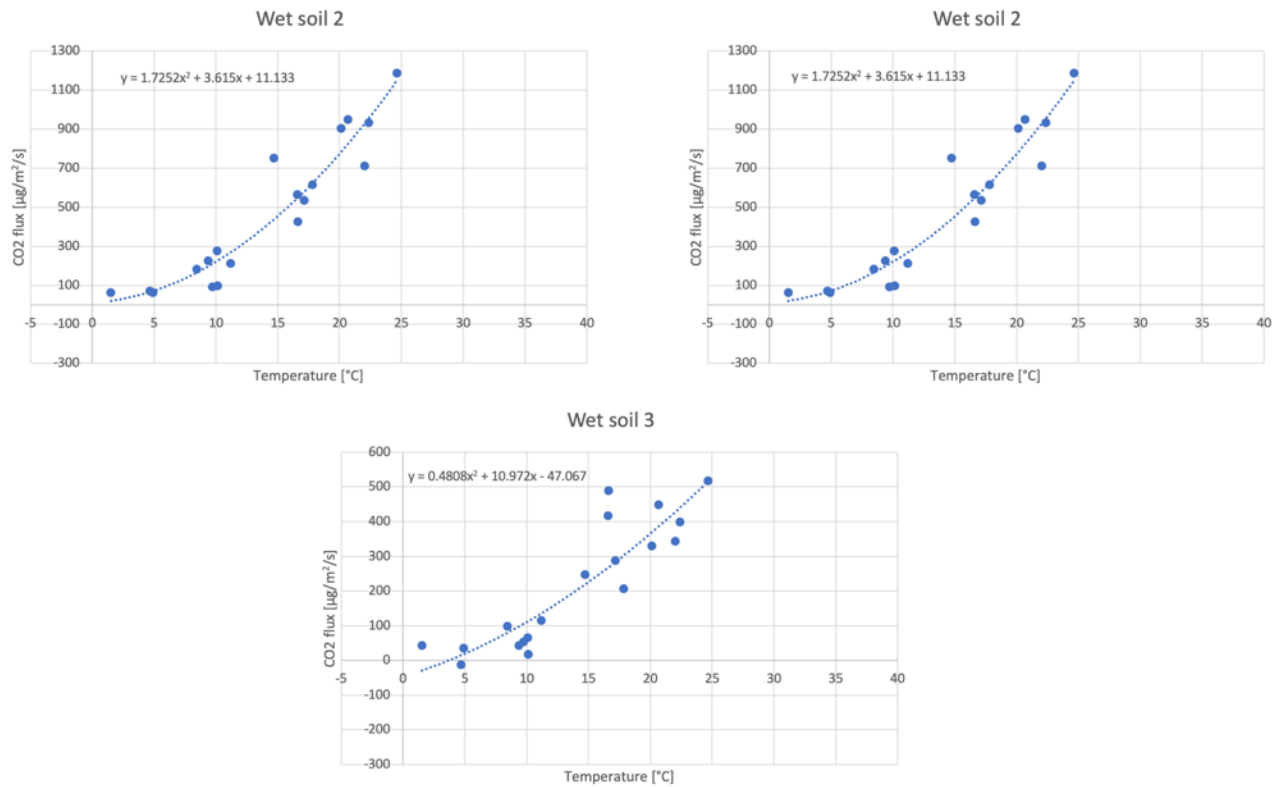 Wet soil 2
1300
y = 1.7252x² + 3.615x + 11.133
1100
900
700
500
300
100
-5 0 5 10 15 20 25 30 35 40
-100
-300
CO2 flux [µg/m²/s]
Temperature [°C]
Wet soil 2
1300
y = 1.7252x² + 3.615x + 11.133
1100
900
700
500
300
100
-5 0 5 10 15 20 25 30 35 40
-100
-300
CO2 flux [µg/m²/s]
Temperature [°C]
Wet soil 3
600
y = 0.4808x² + 10.972x - 47.067
500
400
300
200
100
0
-5 0 5 10 15 20 25 30 35 40
-100
-200
-300
CO2 flux [µg/m²/s]
Temperature [°C]